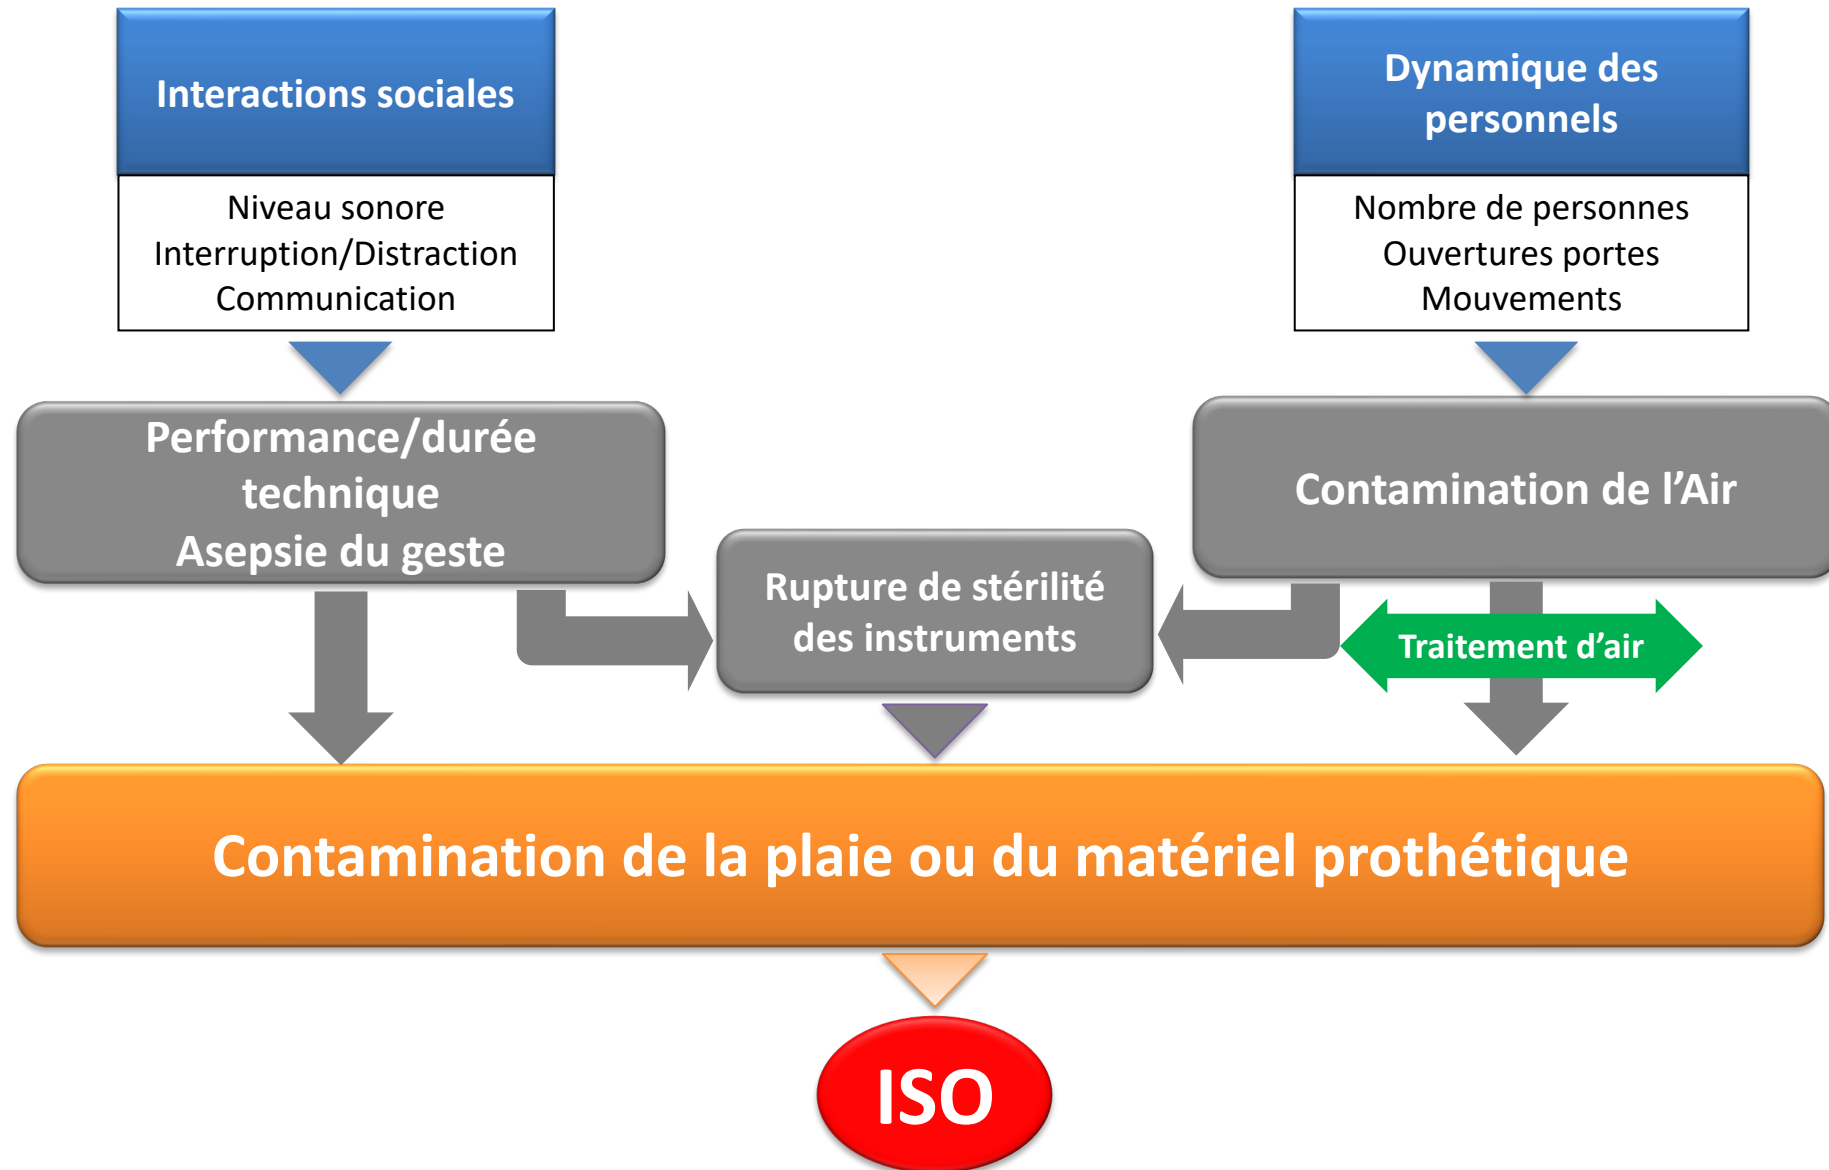 Interactions sociales
Niveau sonore
Interruption/Distraction
Communication
Dynamique des
personnels
Nombre de personnes
Ouvertures portes
Mouvements
Performance/durée
technique
Asepsie du geste
Contamination de l’Air
Rupture de stérilité
des instruments
Traitement d’air
Contamination de la plaie ou du matériel prothétique
ISO